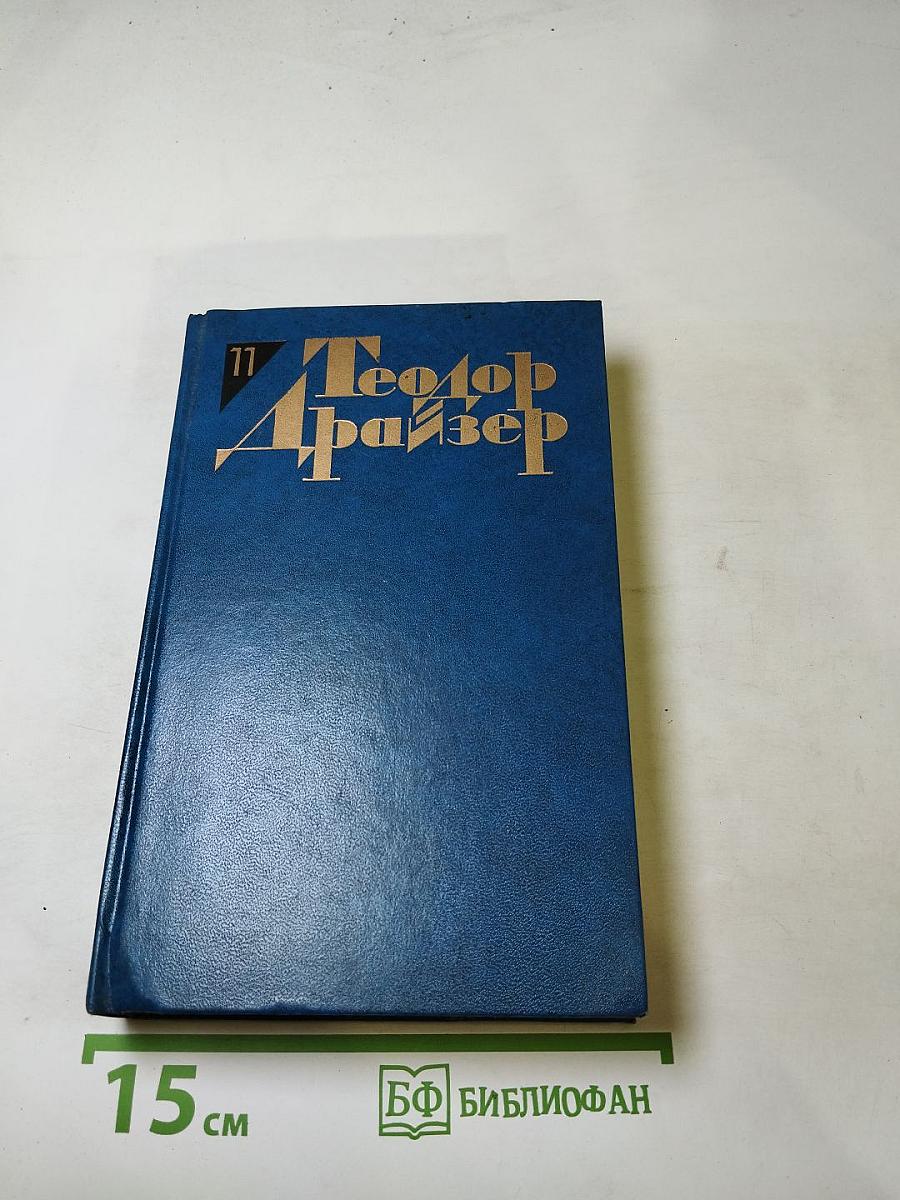 11
Теодор
Драйзер
15 см
БФ БИБЛИОФАН